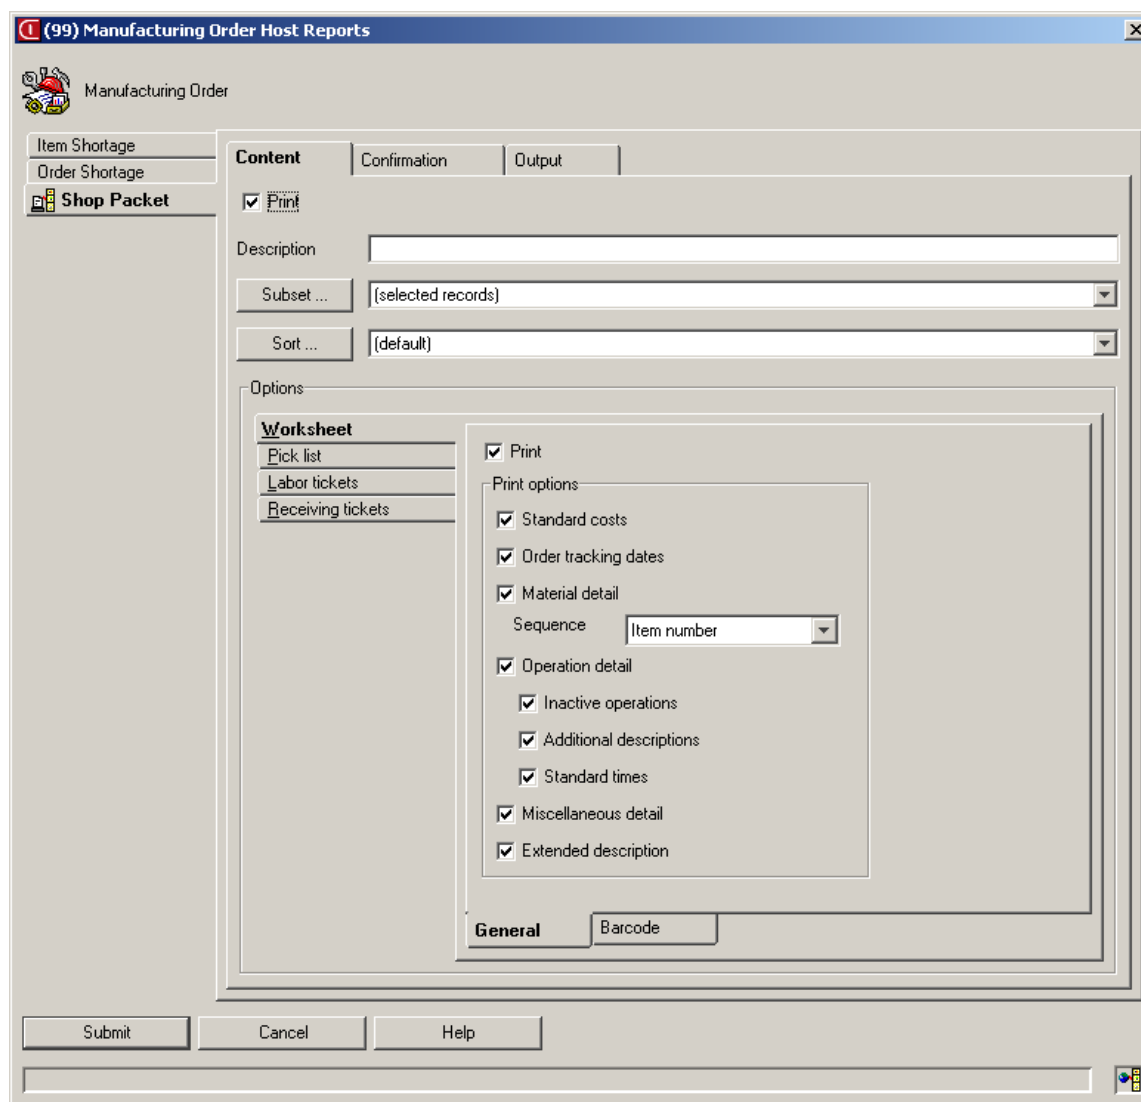 (99) Manufacturing Order Host Reports
Manufacturing Order
Item Shortage
Order Shortage
Shop Packet
Content
Confirmation
Output
Print
Description
Subset ...
(selected records)
Sort ...
(default)
Options
Worksheet
Pick list
Labor tickets
Receiving tickets
Print
Print options
Standard costs
Order tracking dates
Material detail
Sequence
Item number
Operation detail
Inactive operations
Additional descriptions
Standard times
Miscellaneous detail
Extended description
General
Barcode
Submit
Cancel
Help